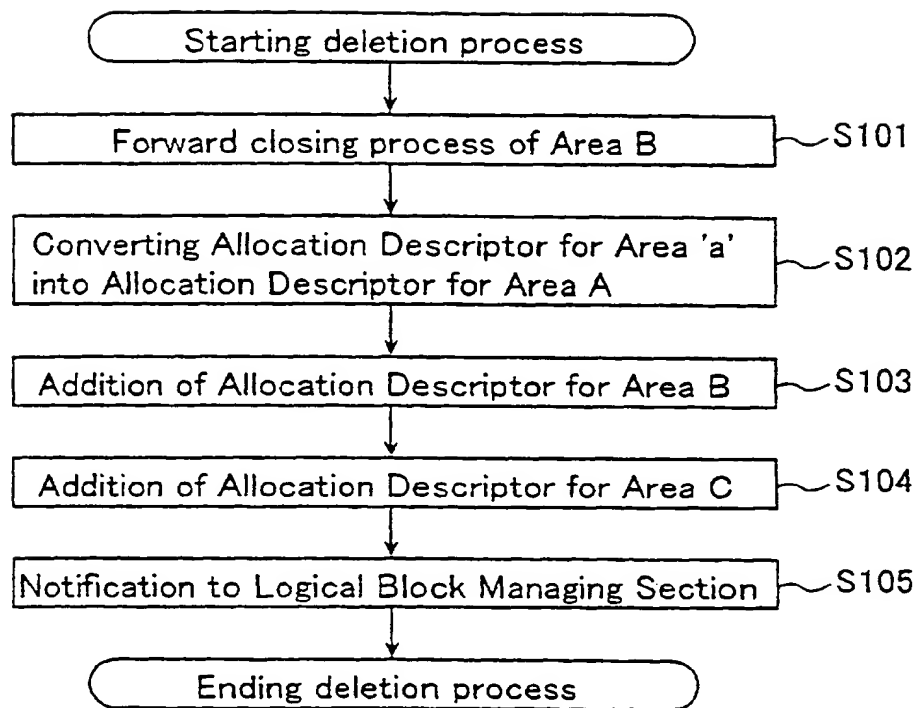 Starting deletion process
Forward closing process of Area B
S101
Converting Allocation Descriptor for Area 'a'
into Allocation Descriptor for Area A
S102
Addition of Allocation Descriptor for Area B
S103
Addition of Allocation Descriptor for Area C
S104
Notification to Logical Block Managing Section
S105
Ending deletion process